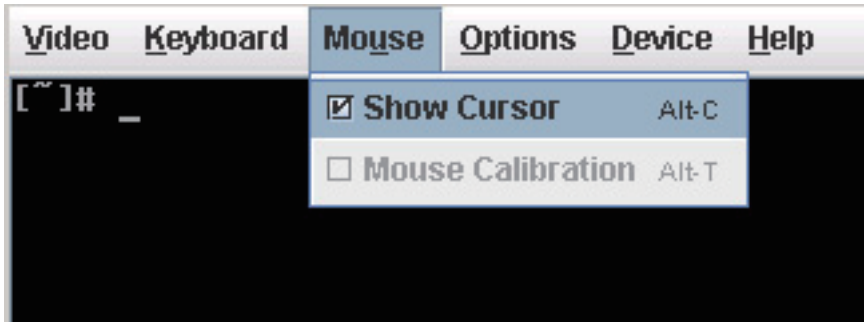 Video Keyboard Mouse Options Device Help
[~]# _
Show Cursor Alt-C
Mouse Calibration Alt-T